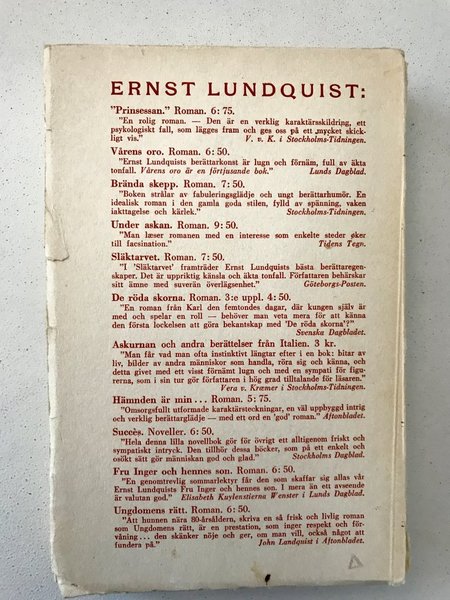 ERNST LUNDQUIST:
"Prinsessan." Roman. 6: 75.
"En rolig roman. — Den är en verklig karaktärsskildring, ett
psykologiskt fall, som lägges fram och ges oss på ett mycket skick-
ligt vis." V. v. K. i Stockholms-Tidningen.
Vårens oro. Roman. 6: 50.
"Ernst Lundquists berättarkonst är lugn och förnäm, full av äkta
tonfall. Vårens oro är en förtjusande bok." Lunds Dagblad.
Brända skepp. Roman. 7: 50.
"Boken strålar av fabuleringsglädje och ungt berättarhumör. En
idealisk roman i den gamla goda stilen, fylld av spänning, vaken
iakttagelse och kärlek." Stockholms-Tidningen.
Under askan. Roman. 9: 50.
"Man læser romanen med en interesse som enkelte steder øker
till facsination." Tidens Tegn.
Släktarvet. Roman. 7: 50.
"I 'Släktarvet' framträder Ernst Lundquists bästa berättaregen-
skaper. Det är uppriktig känsla och äkta tonfall. Författaren behärskar
sitt ämne med suverän överlägsenhet." Göteborgs-Posten.
De röda skorna. Roman. 3:e uppl. 4: 50.
"En roman från Karl den femtondes dagar, där kungen själv är
med och spelar en roll — behöver man veta mera för att känna
den första lockelsen att göra bekantskap med 'De röda skorna'?"
Svenska Dagbladet.
Askurnan och andra berättelser från Italien. 3 kr.
"Man får vad man ofta instinktivt längtar efter i en bok: bitar av
liv, bilder av andra människor som handla, röra sig och känna, och
detta givet med ett visst förnämt lugn och med en sympati för figu-
rerna, som i sin tur gör författaren i hög grad tilltalande för läsaren."
Vera v. Kræmer i Stockholms-Tidningen.
Hämnden är min... Roman. 5: 75.
"Omsorgsfullt utformade karaktärsteckningar, en väl uppbyggd intrig
och verklig berättarglädje — med ett ord en 'god' roman." Aftonbladet.
Succès. Noveller. 6: 50.
"Hela denna lilla novellbok gör för övrigt ett alltigenom friskt och
sympatiskt intryck. Den tillhör dessa böcker, som på ett enkelt och
osökt sätt gör människan god och glad." Stockholms Dagblad.
Fru Inger och hennes son. Roman. 6: 50.
"En genomtrevlig sommarlektyr får den som skaffar sig allas vår
Ernst Lundquists Fru Inger och hennes son. I mera än ett avseende
är valutan god." Elisabeth Kuylenstierna Wenster i Lunds Dagblad.
Ungdomens rätt. Roman. 6: 50.
"Att hunnen nära 80-årsåldern, skriva en så frisk och livlig roman
som Ungdomens rätt, är en prestation, som inger respekt och för-
våning... den skänker nöje och ger, om man vill, också något att
fundera på." John Landquist i Aftonbladet.